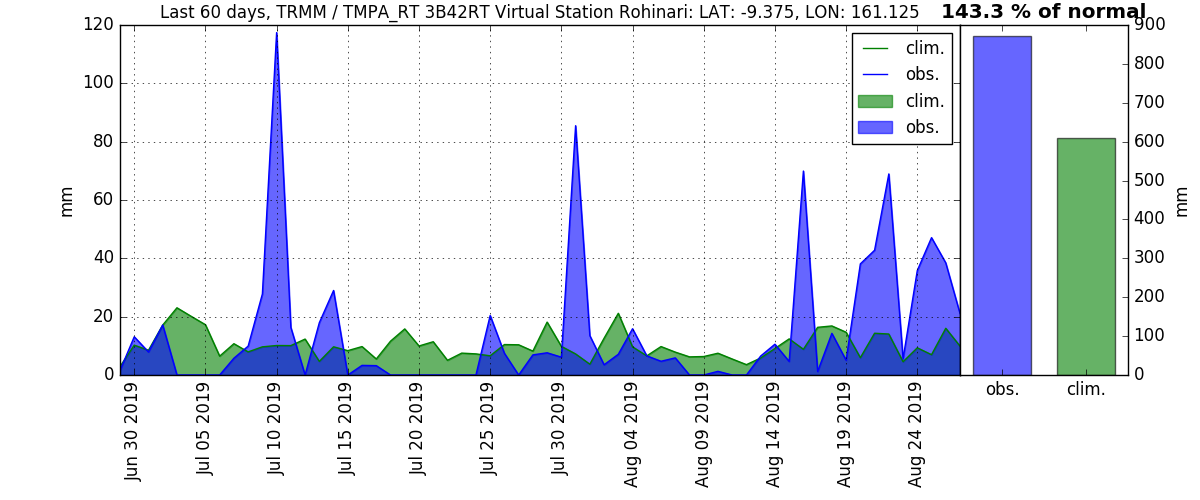 Last 60 days, TRMM / TMPA_RT 3B42RT Virtual Station Rohinari: LAT: -9.375, LON: 161.125
143.3 % of normal
120
100
80
60
40
20
0
mm
clim.
obs.
clim.
obs.
900
800
700
600
500
400
300
200
100
0
mm
Jun 30 2019
Jul 05 2019
Jul 10 2019
Jul 15 2019
Jul 20 2019
Jul 25 2019
Jul 30 2019
Aug 04 2019
Aug 09 2019
Aug 14 2019
Aug 19 2019
Aug 24 2019
obs.
clim.